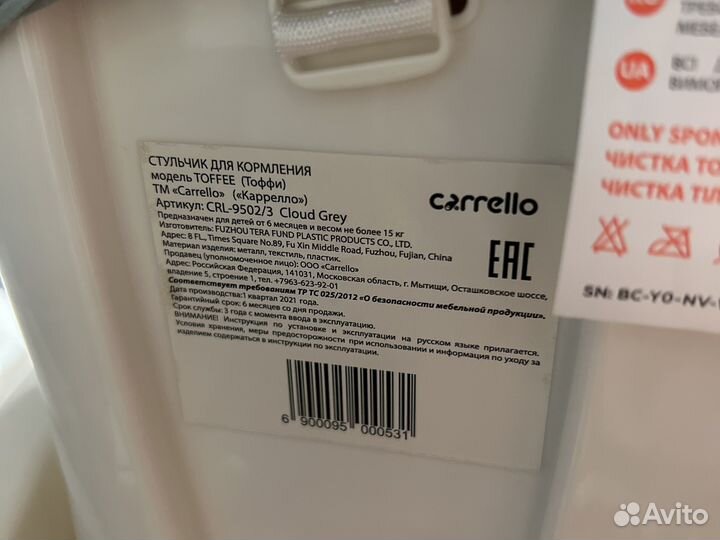 СТУЛЬЧИК ДЛЯ КОРМЛЕНИЯ
модель TOFFEE (Тоффи)
ТМ «Carrello» («Каррелло»)
Артикул: CRL-9502/3 Cloud Grey
Предназначен для детей от 6 месяцев и весом не более 15 кг
Изготовитель: FUZHOU TERA FUND PLASTIC PRODUCTS CO., LTD.
Адрес: 8 FL., Times Square No.89, Fu Xin Middle Road, Fuzhou, Fujian, China
Материал изделия: металл, текстиль, пластик.
Продавец (уполномоченное лицо): ООО «Carrello»
Адрес: Российская Федерация, 141031, Московская область, г. Мытищи, Осташковское шоссе,
владение 5, строение 1, тел. +7963-623-92-01
Соответствует требованиям ТР ТС 025/2012 «О безопасности мебельной продукции».
Дата производства: 1 квартал 2021 года.
Гарантийный срок: 6 месяцев со дня продажи.
Срок службы: 3 года с момента ввода в эксплуатацию.
ВНИМАНИЕ! Инструкция по установке и эксплуатации на русском языке прилагается.
Условия хранения, меры предосторожности при использовании и информация по уходу за
изделием содержаться в инструкции по эксплуатации.
carrello
EAC
6 900095 000531
UA
ВСІ
ONLY SPON
ЧИСТКА ТО
ЧИСТКА ТІЛ
SN: BC-Y0-NV-
Avito